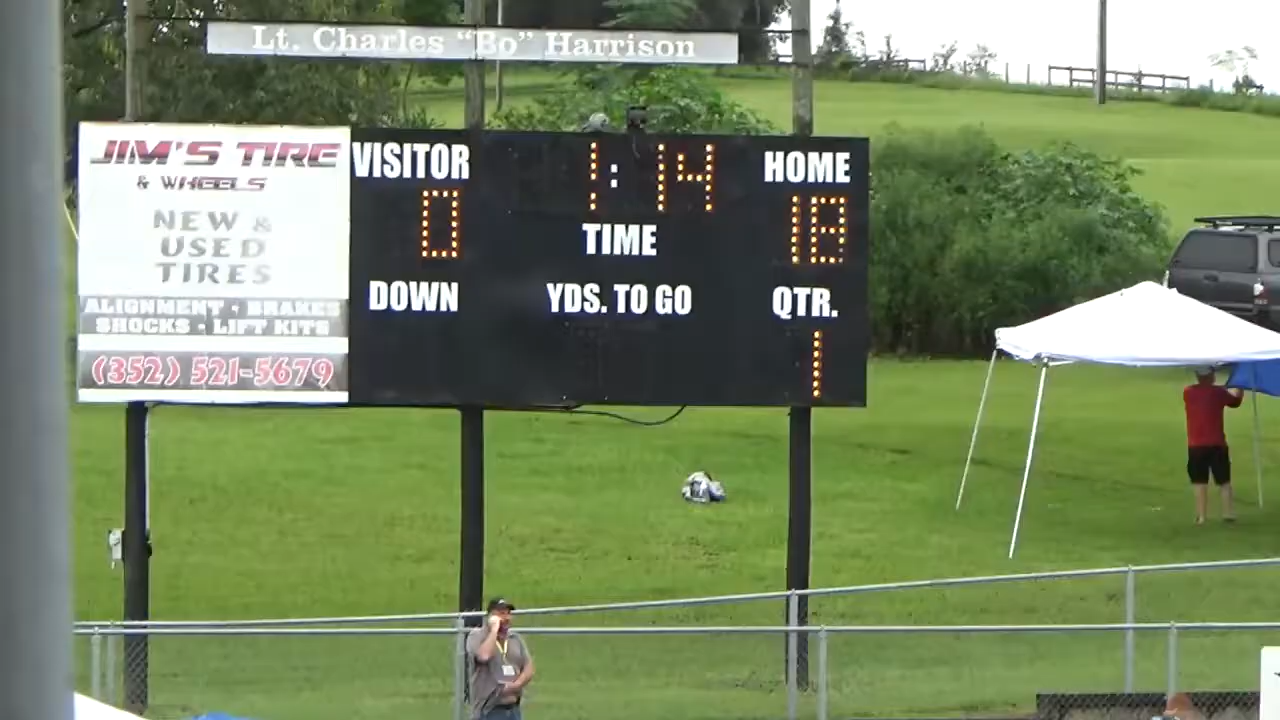 Lt. Charles "Bo" Harrison
JIM'S TIRE
& WHEELS
NEW &
USED
TIRES
ALIGNMENT · BRAKES
SHOCKS · LIFT KITS
(352) 521-5679
VISITOR
0
1:14
TIME
HOME
18
DOWN
YDS. TO GO
QTR.
1